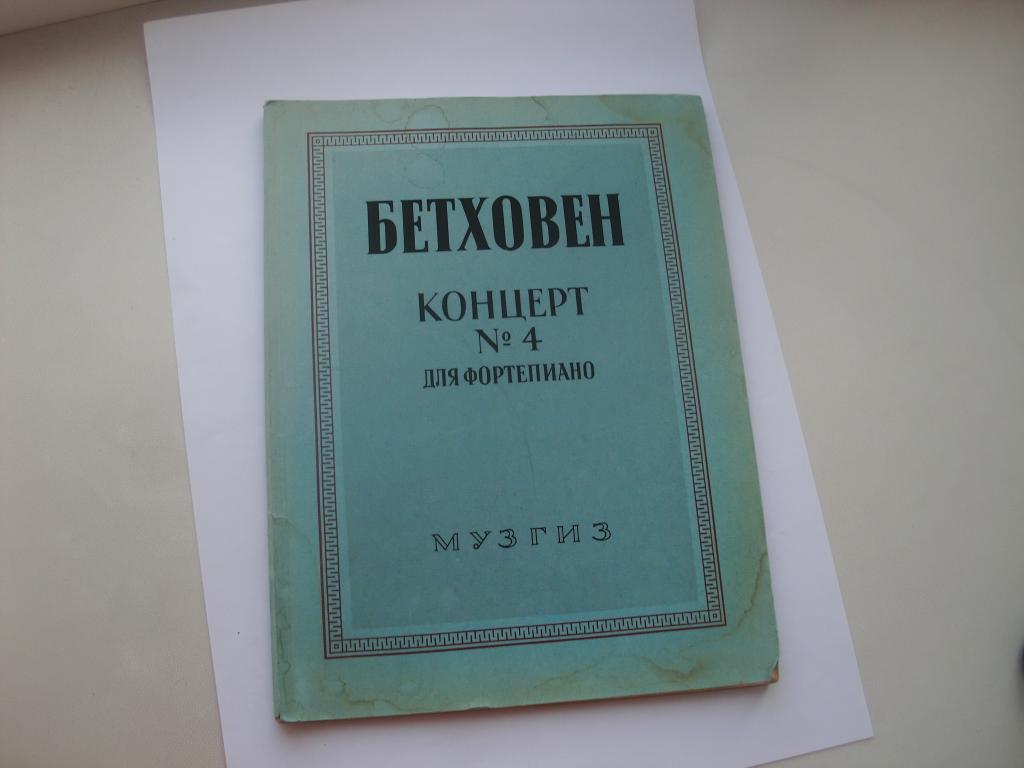 БЕТХОВЕН
КОНЦЕРТ
№ 4
ДЛЯ ФОРТЕПИАНО
МУЗГИЗ